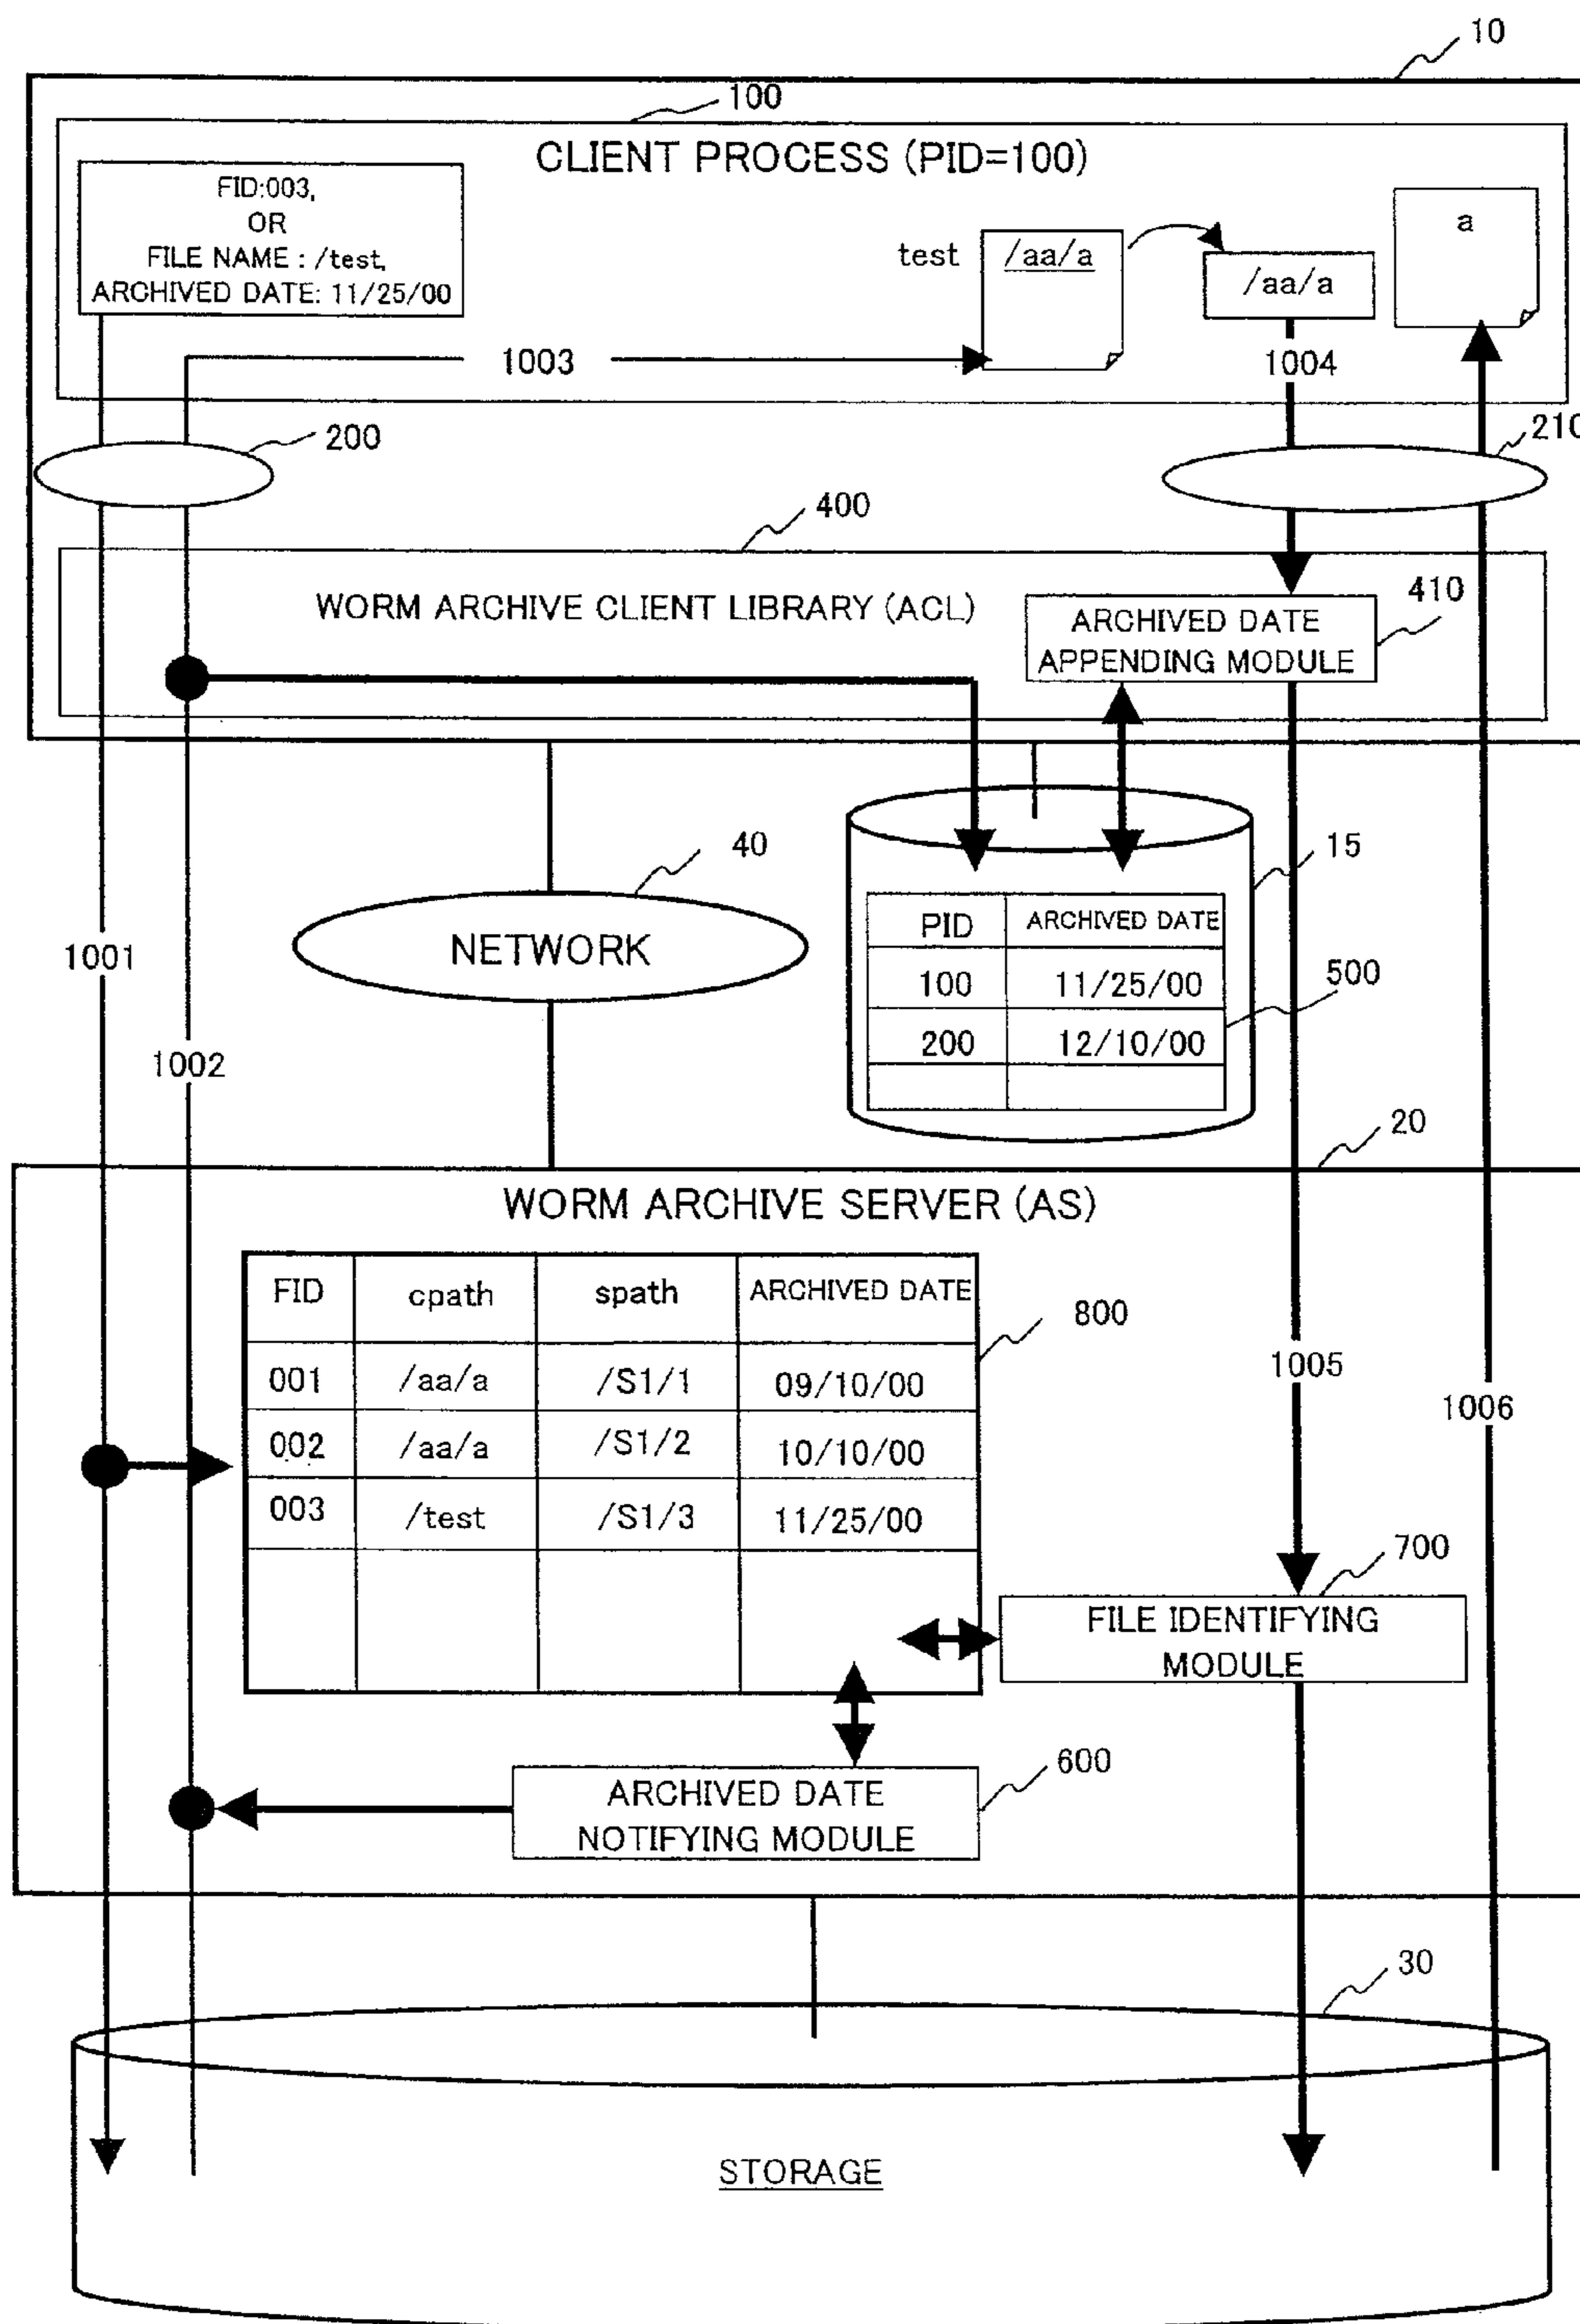 10
100
CLIENT PROCESS (PID=100)
FID:003,
OR
FILE NAME : /test,
ARCHIVED DATE: 11/25/00
test
/aa/a
/aa/a
a
1003
1004
200
210
400
WORM ARCHIVE CLIENT LIBRARY (ACL)
410
ARCHIVED DATE
APPENDING MODULE
40
15
NETWORK
1001
PID ARCHIVED DATE
100 11/25/00
500
200 12/10/00
1002
20
WORM ARCHIVE SERVER (AS)
FID cpath spath ARCHIVED DATE
800
001 /aa/a /S1/1 09/10/00
1005
1006
002 /aa/a /S1/2 10/10/00
003 /test /S1/3 11/25/00
700
FILE IDENTIFYING
MODULE
600
ARCHIVED DATE
NOTIFYING MODULE
30
STORAGE